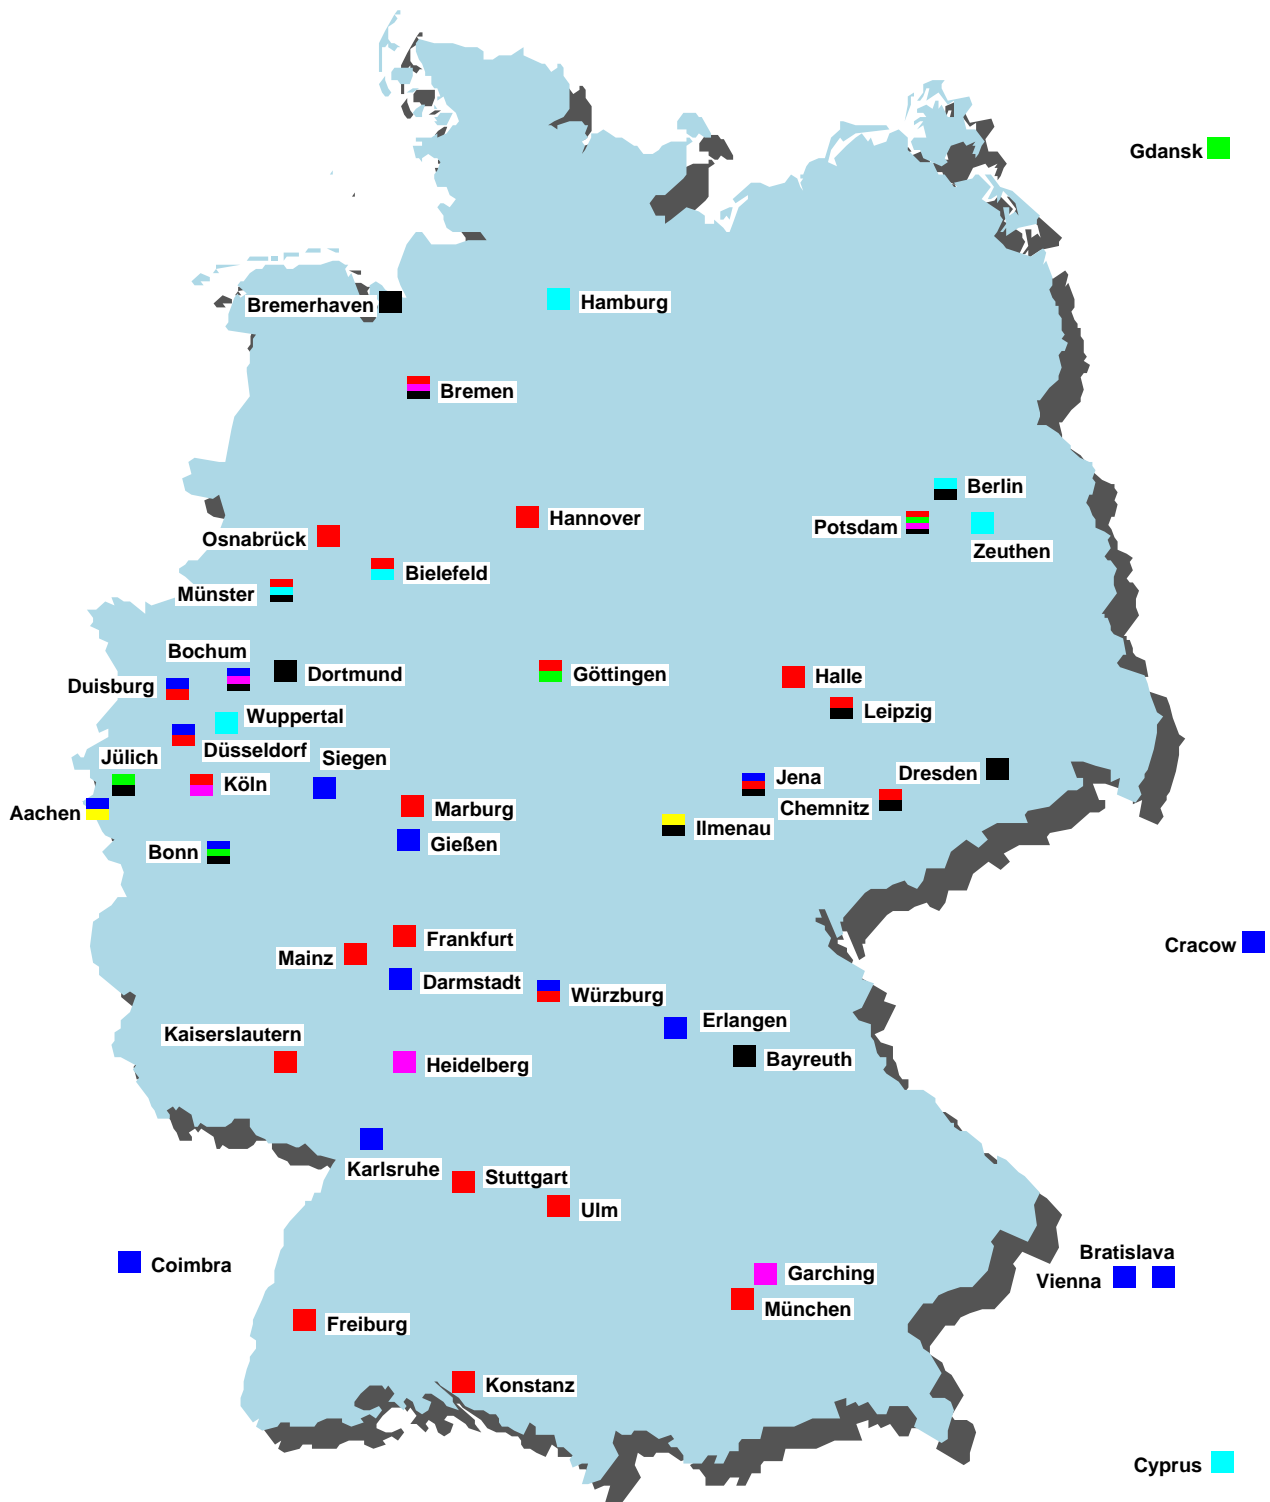 Gdansk
Bremerhaven
Hamburg
Bremen
Berlin
Hannover
Potsdam
Osnabrück
Zeuthen
Bielefeld
Münster
Bochum
Dortmund
Göttingen
Halle
Duisburg
Leipzig
Wuppertal
Düsseldorf
Siegen
Jülich
Köln
Jena
Dresden
Marburg
Chemnitz
Aachen
Ilmenau
Gießen
Bonn
Frankfurt
Cracow
Mainz
Darmstadt
Würzburg
Erlangen
Kaiserslautern
Bayreuth
Heidelberg
Karlsruhe
Stuttgart
Ulm
Bratislava
Coimbra
Garching
Vienna
München
Freiburg
Konstanz
Cyprus